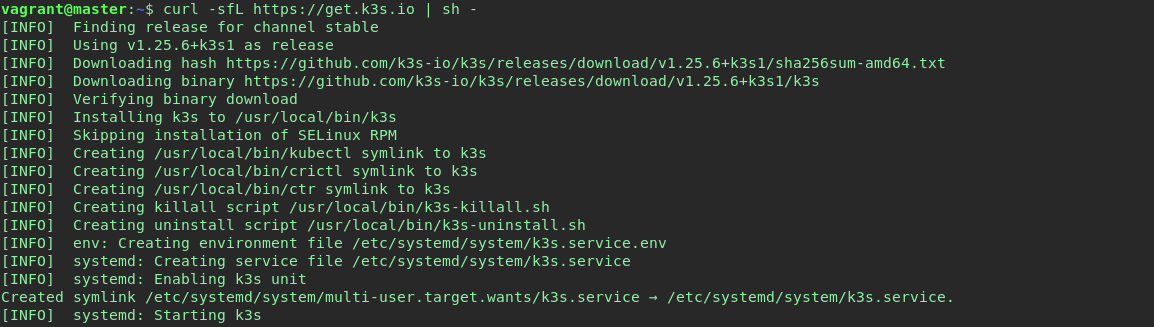 vagrant@master:~$ curl -sfL https://get.k3s.io | sh -
[INFO]  Finding release for channel stable
[INFO]  Using v1.25.6+k3s1 as release
[INFO]  Downloading hash https://github.com/k3s-io/k3s/releases/download/v1.25.6+k3s1/sha256sum-amd64.txt
[INFO]  Downloading binary https://github.com/k3s-io/k3s/releases/download/v1.25.6+k3s1/k3s
[INFO]  Verifying binary download
[INFO]  Installing k3s to /usr/local/bin/k3s
[INFO]  Skipping installation of SELinux RPM
[INFO]  Creating /usr/local/bin/kubectl symlink to k3s
[INFO]  Creating /usr/local/bin/crictl symlink to k3s
[INFO]  Creating /usr/local/bin/ctr symlink to k3s
[INFO]  Creating killall script /usr/local/bin/k3s-killall.sh
[INFO]  Creating uninstall script /usr/local/bin/k3s-uninstall.sh
[INFO]  env: Creating environment file /etc/systemd/system/k3s.service.env
[INFO]  systemd: Creating service file /etc/systemd/system/k3s.service
[INFO]  systemd: Enabling k3s unit
Created symlink /etc/systemd/system/multi-user.target.wants/k3s.service → /etc/systemd/system/k3s.service.
[INFO]  systemd: Starting k3s